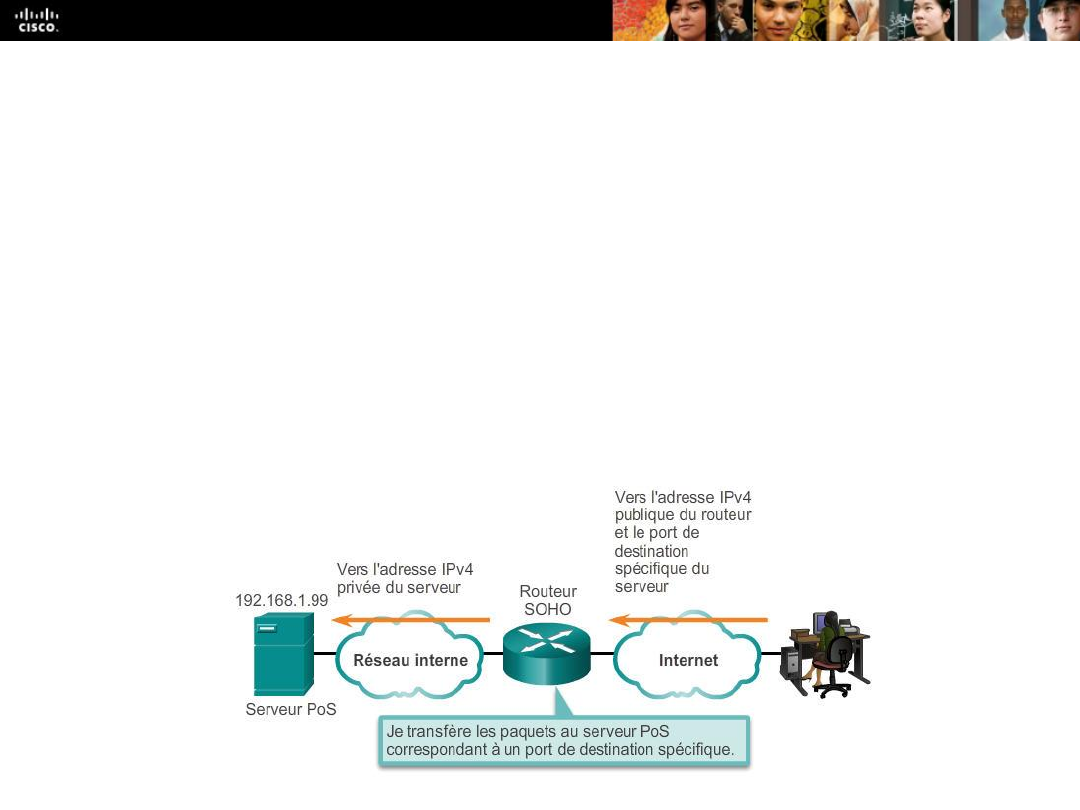 CISCO.
Vers l'adresse IPv4
publique du routeur
et le port de
destination
spécifique du
serveur
Vers l'adresse IPv4
privée du serveur
192.168.1.99
Routeur
SOHO
Réseau interne
Internet
Serveur PoS
Je transfère les paquets au serveur PoS
correspondant à un port de destination spécifique.